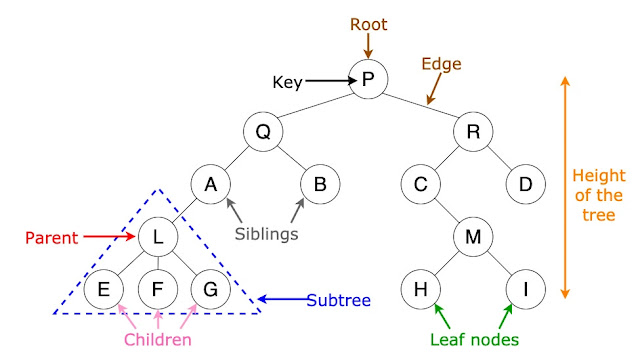 Root
Edge
Key
P
Q
R
A
B
C
D
Height
of the
tree
Siblings
Parent
L
M
E
F
G
H
I
Subtree
Children
Leaf nodes